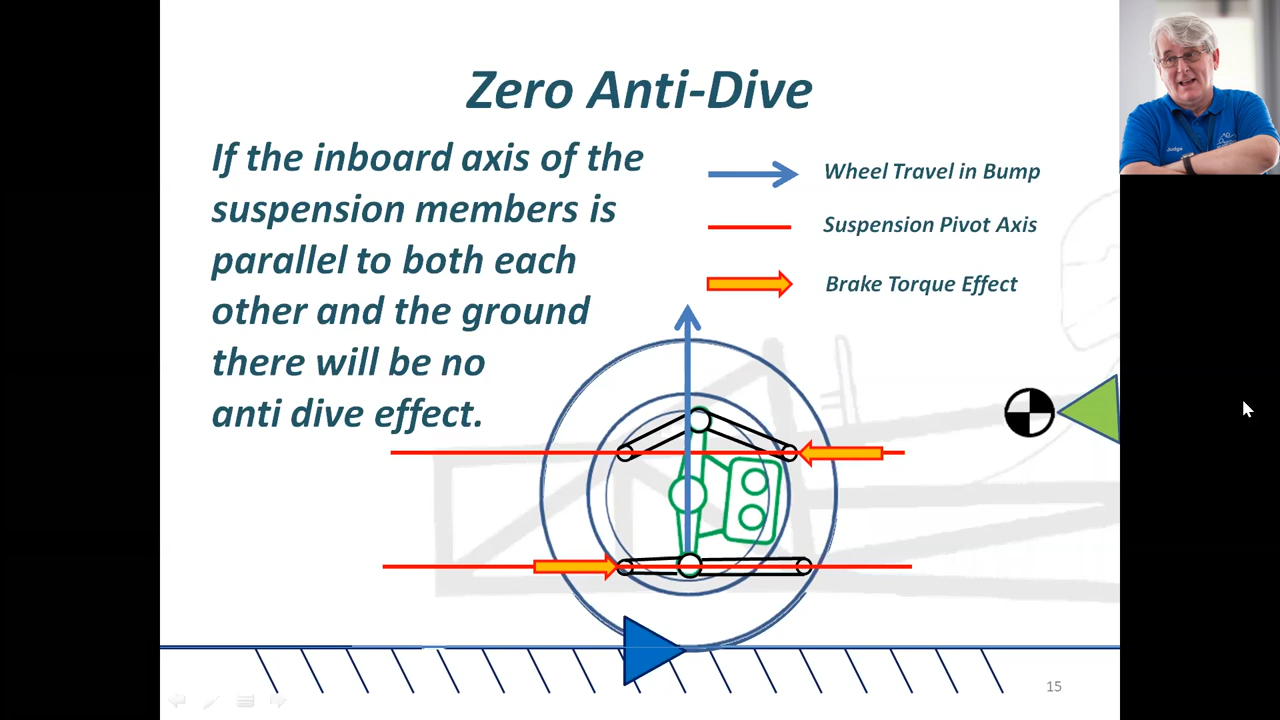 Zero Anti-Dive
If the inboard axis of the
suspension members is
parallel to both each
other and the ground
there will be no
anti dive effect.
Wheel Travel in Bump
Suspension Pivot Axis
Brake Torque Effect
15
Judge